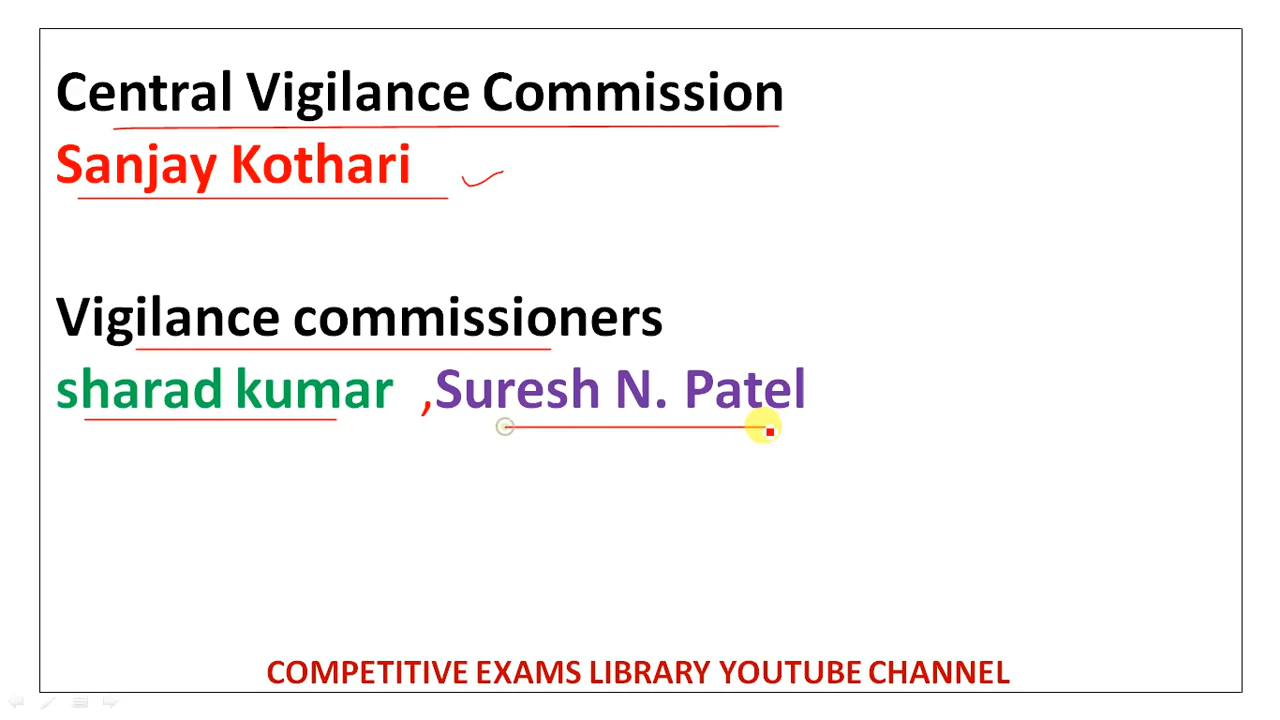 Central Vigilance Commission
Sanjay Kothari
Vigilance commissioners
sharad kumar ,Suresh N. Patel
COMPETITIVE EXAMS LIBRARY YOUTUBE CHANNEL